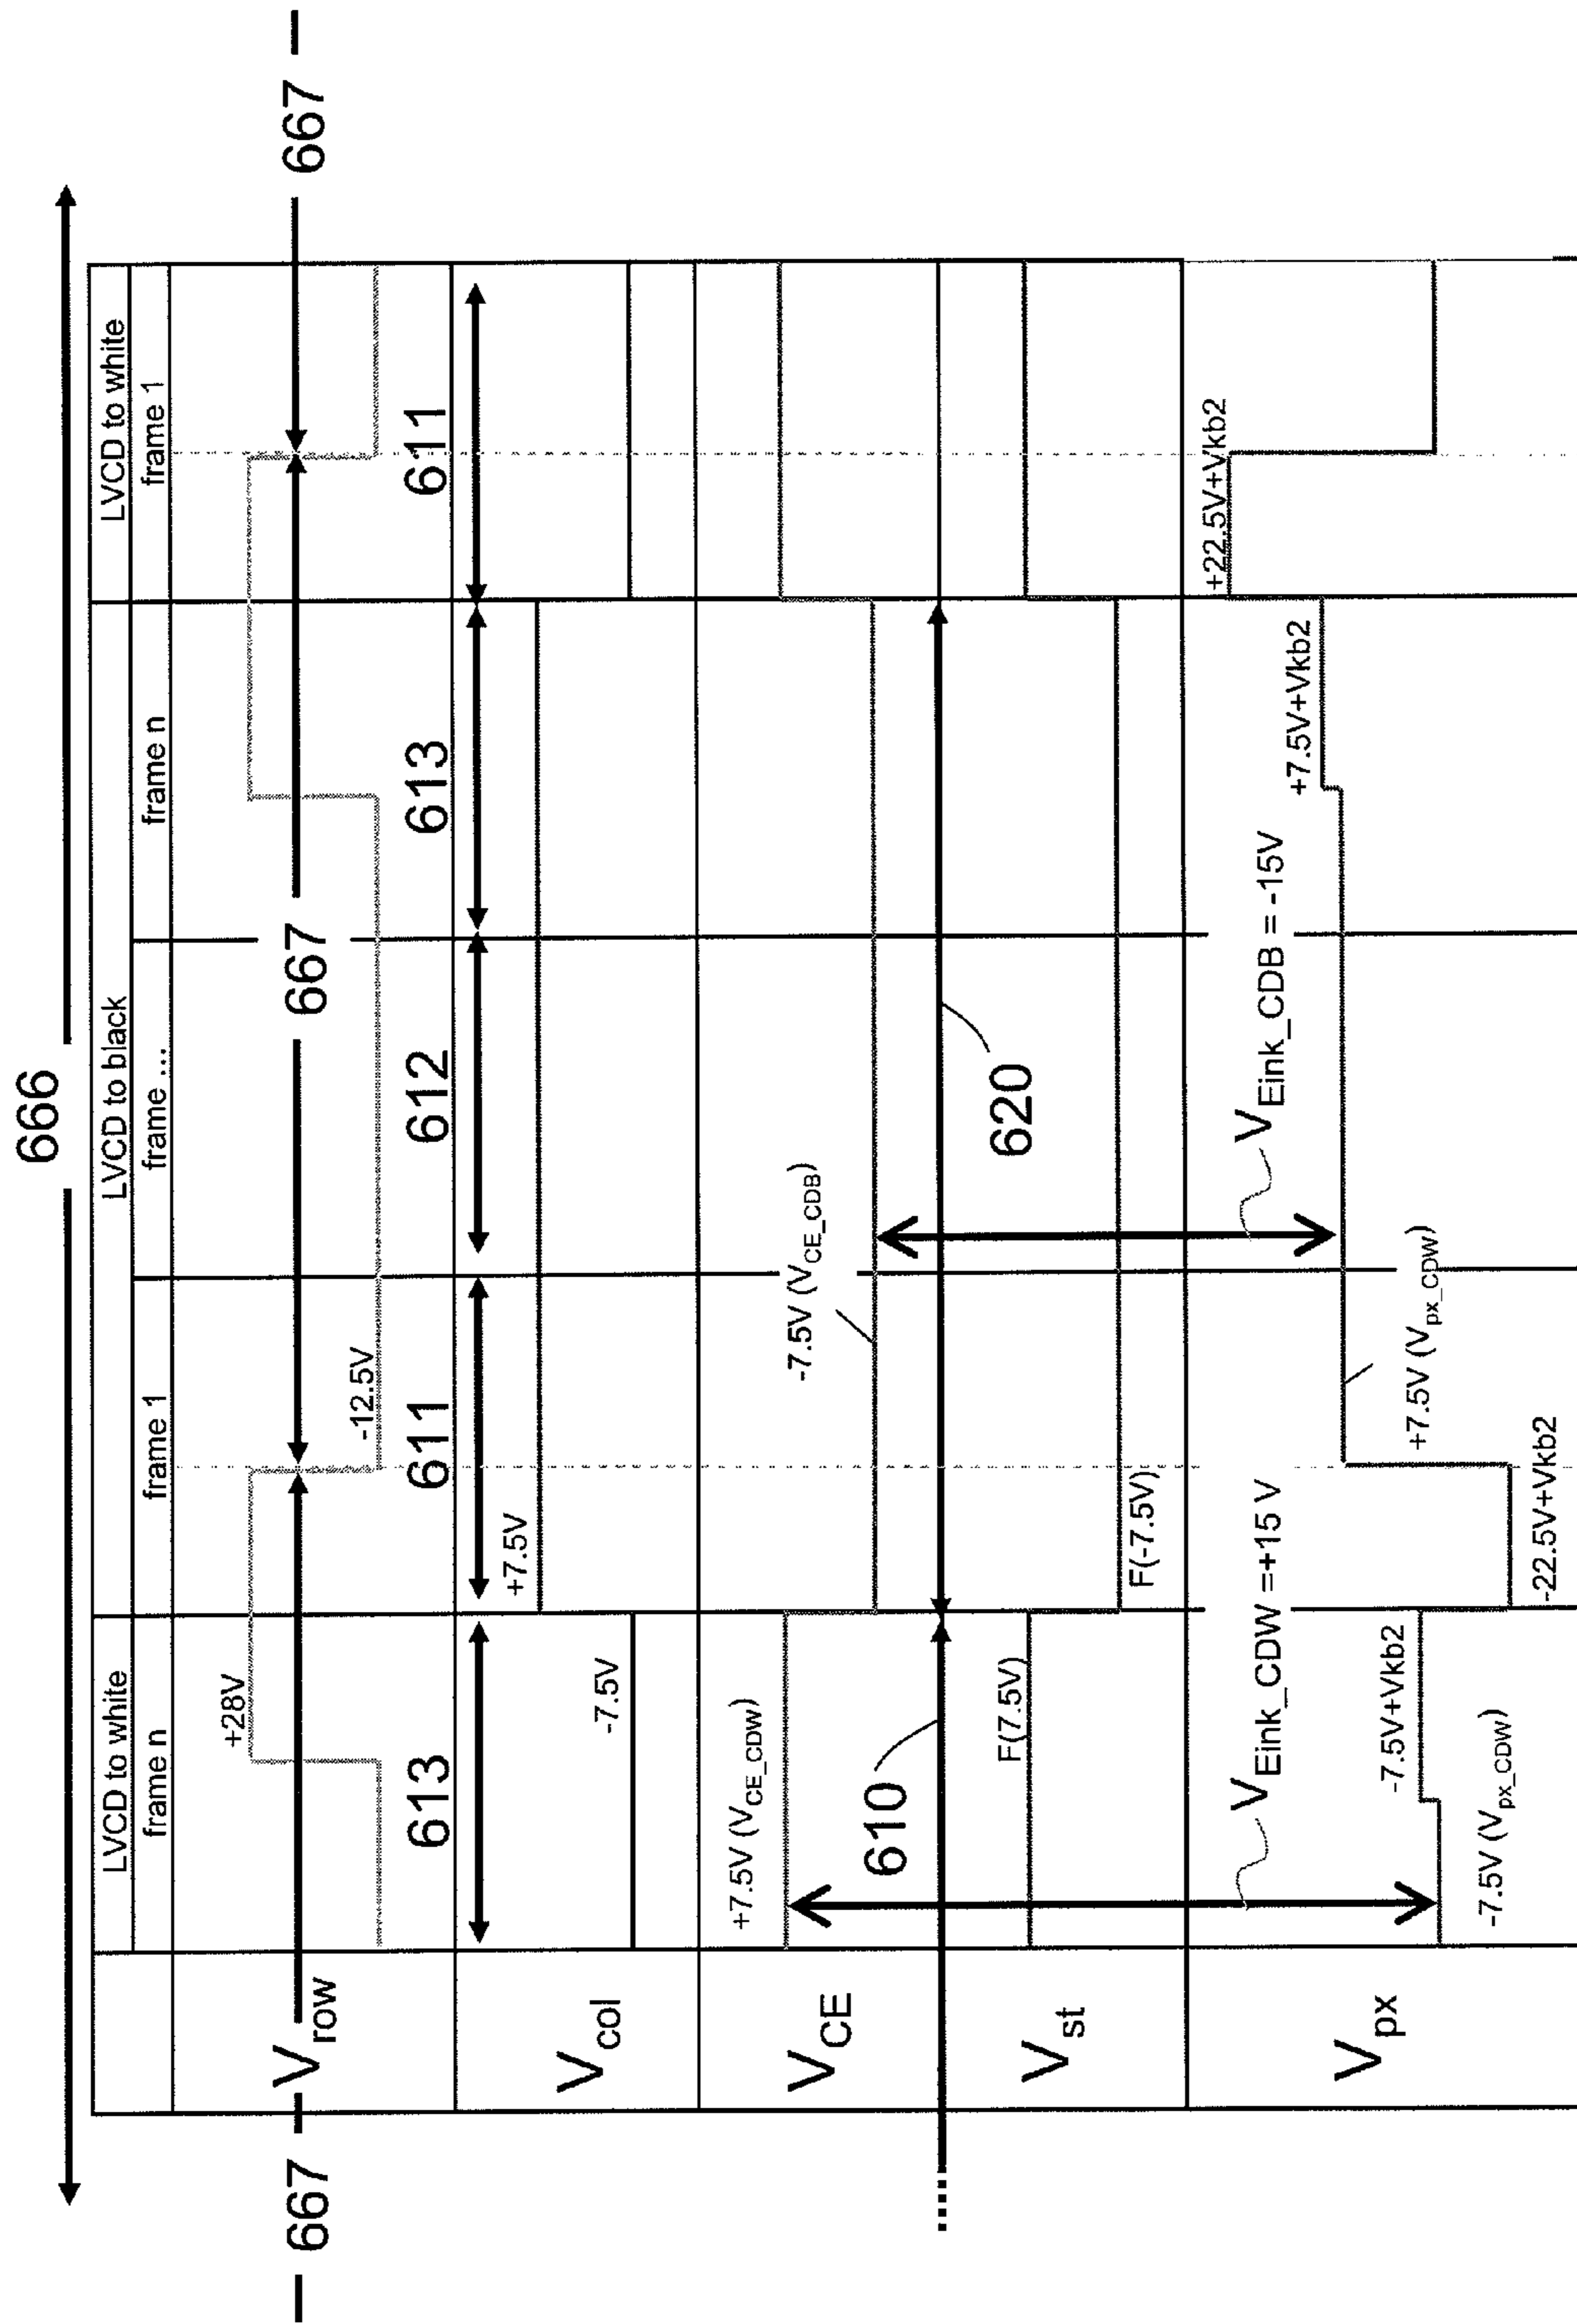 666
LVCD to white
LVCD to black
LVCD to white
frame n
frame 1
frame ...
frame n
frame 1
667
Vrow
667
667
+28V
-12.5V
613
611
612
613
611
Vcol
-7.5V
+7.5V
VCE
+7.5V (VCE_CDW)
-7.5V (VCE_CDB)
.....
610
620
Vst
F(7.5V)
F(-7.5V)
Vpx
VEink_CDW =+15 V
VEink_CDB = -15V
+22.5V+Vkb2
-7.5V+Vkb2
+7.5V+Vkb2
-7.5V (Vpx_CDW)
-22.5V+Vkb2
+7.5V (Vpx_CDW)